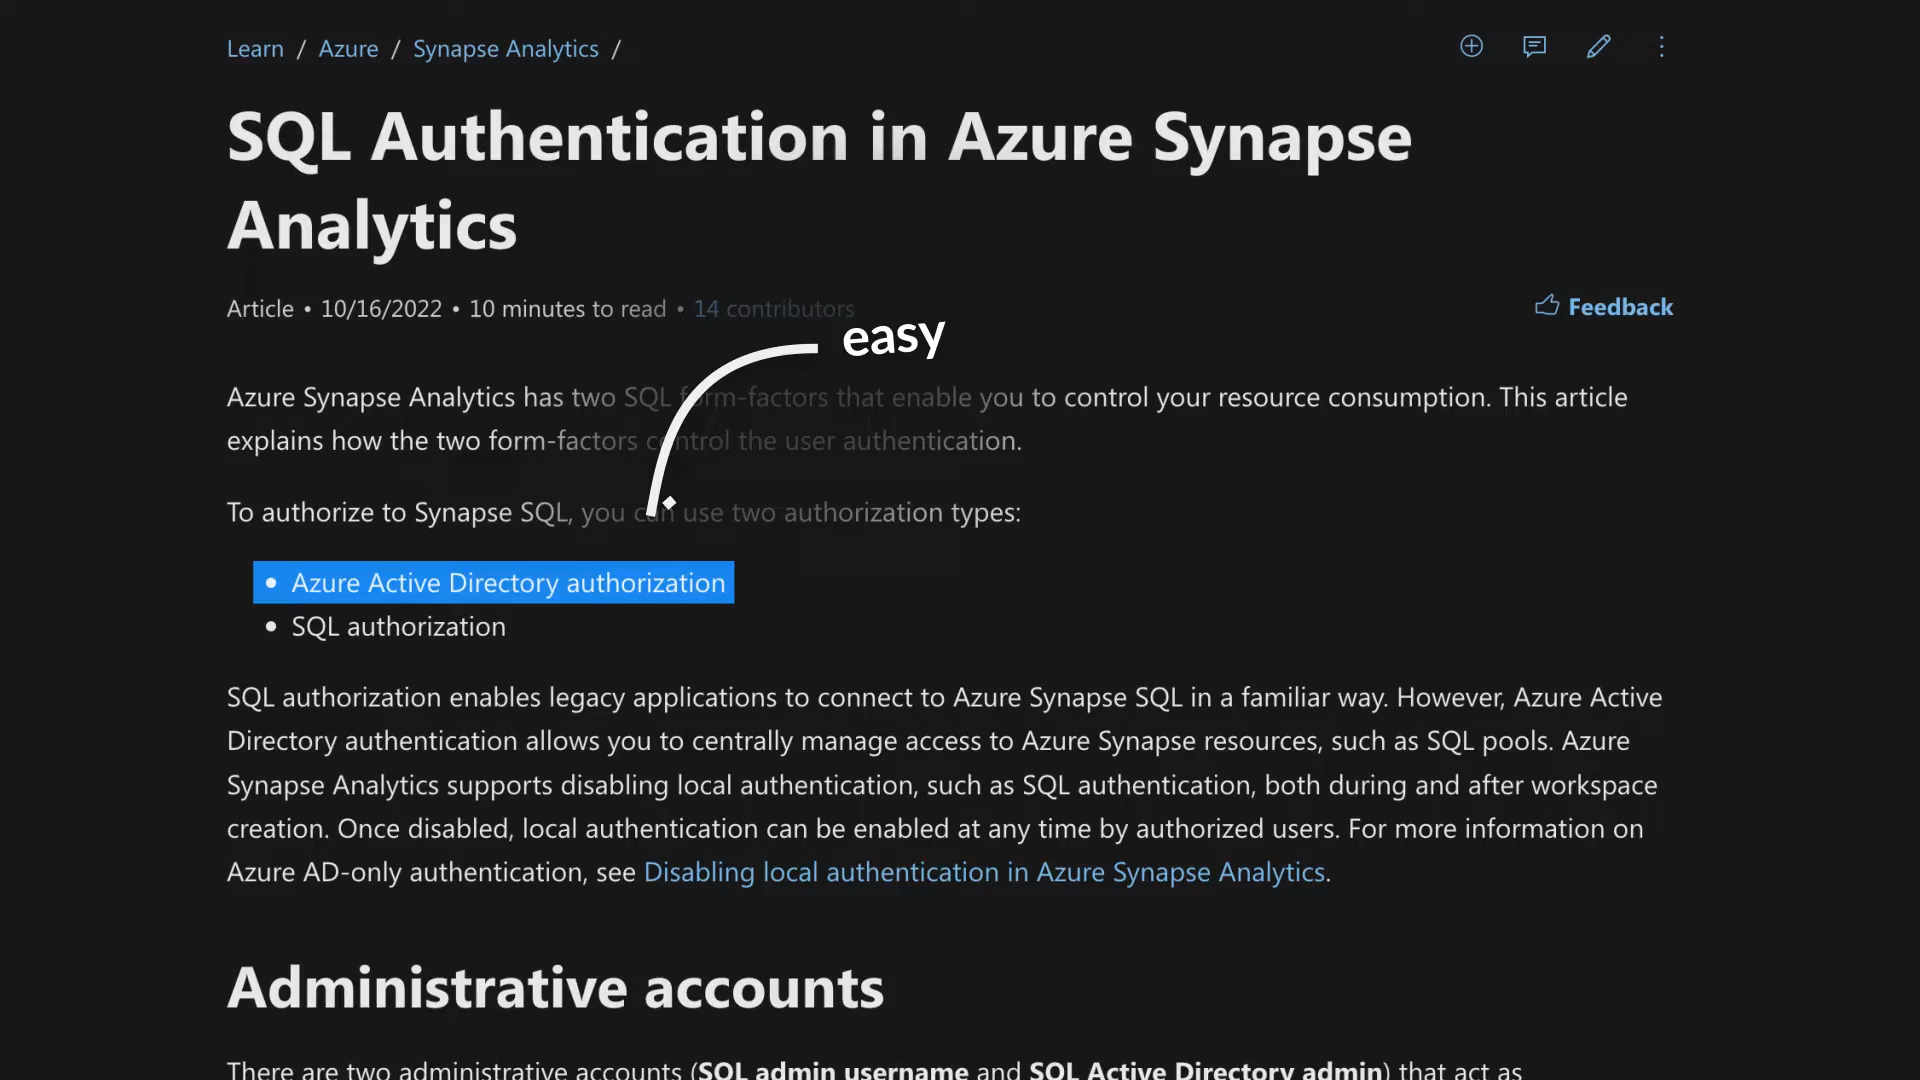 Learn / Azure / Synapse Analytics /
SQL Authentication in Azure Synapse
Analytics
Article • 10/16/2022 • 10 minutes to read • 14 contributors
Feedback
easy
Azure Synapse Analytics has two SQL form-factors that enable you to control your resource consumption. This article
explains how the two form-factors control the user authentication.
To authorize to Synapse SQL, you can use two authorization types:
• Azure Active Directory authorization
• SQL authorization
SQL authorization enables legacy applications to connect to Azure Synapse SQL in a familiar way. However, Azure Active
Directory authentication allows you to centrally manage access to Azure Synapse resources, such as SQL pools. Azure
Synapse Analytics supports disabling local authentication, such as SQL authentication, both during and after workspace
creation. Once disabled, local authentication can be enabled at any time by authorized users. For more information on
Azure AD-only authentication, see Disabling local authentication in Azure Synapse Analytics.
Administrative accounts
There are two administrative accounts (SQL admin username and SQL Active Directory admin) that act as